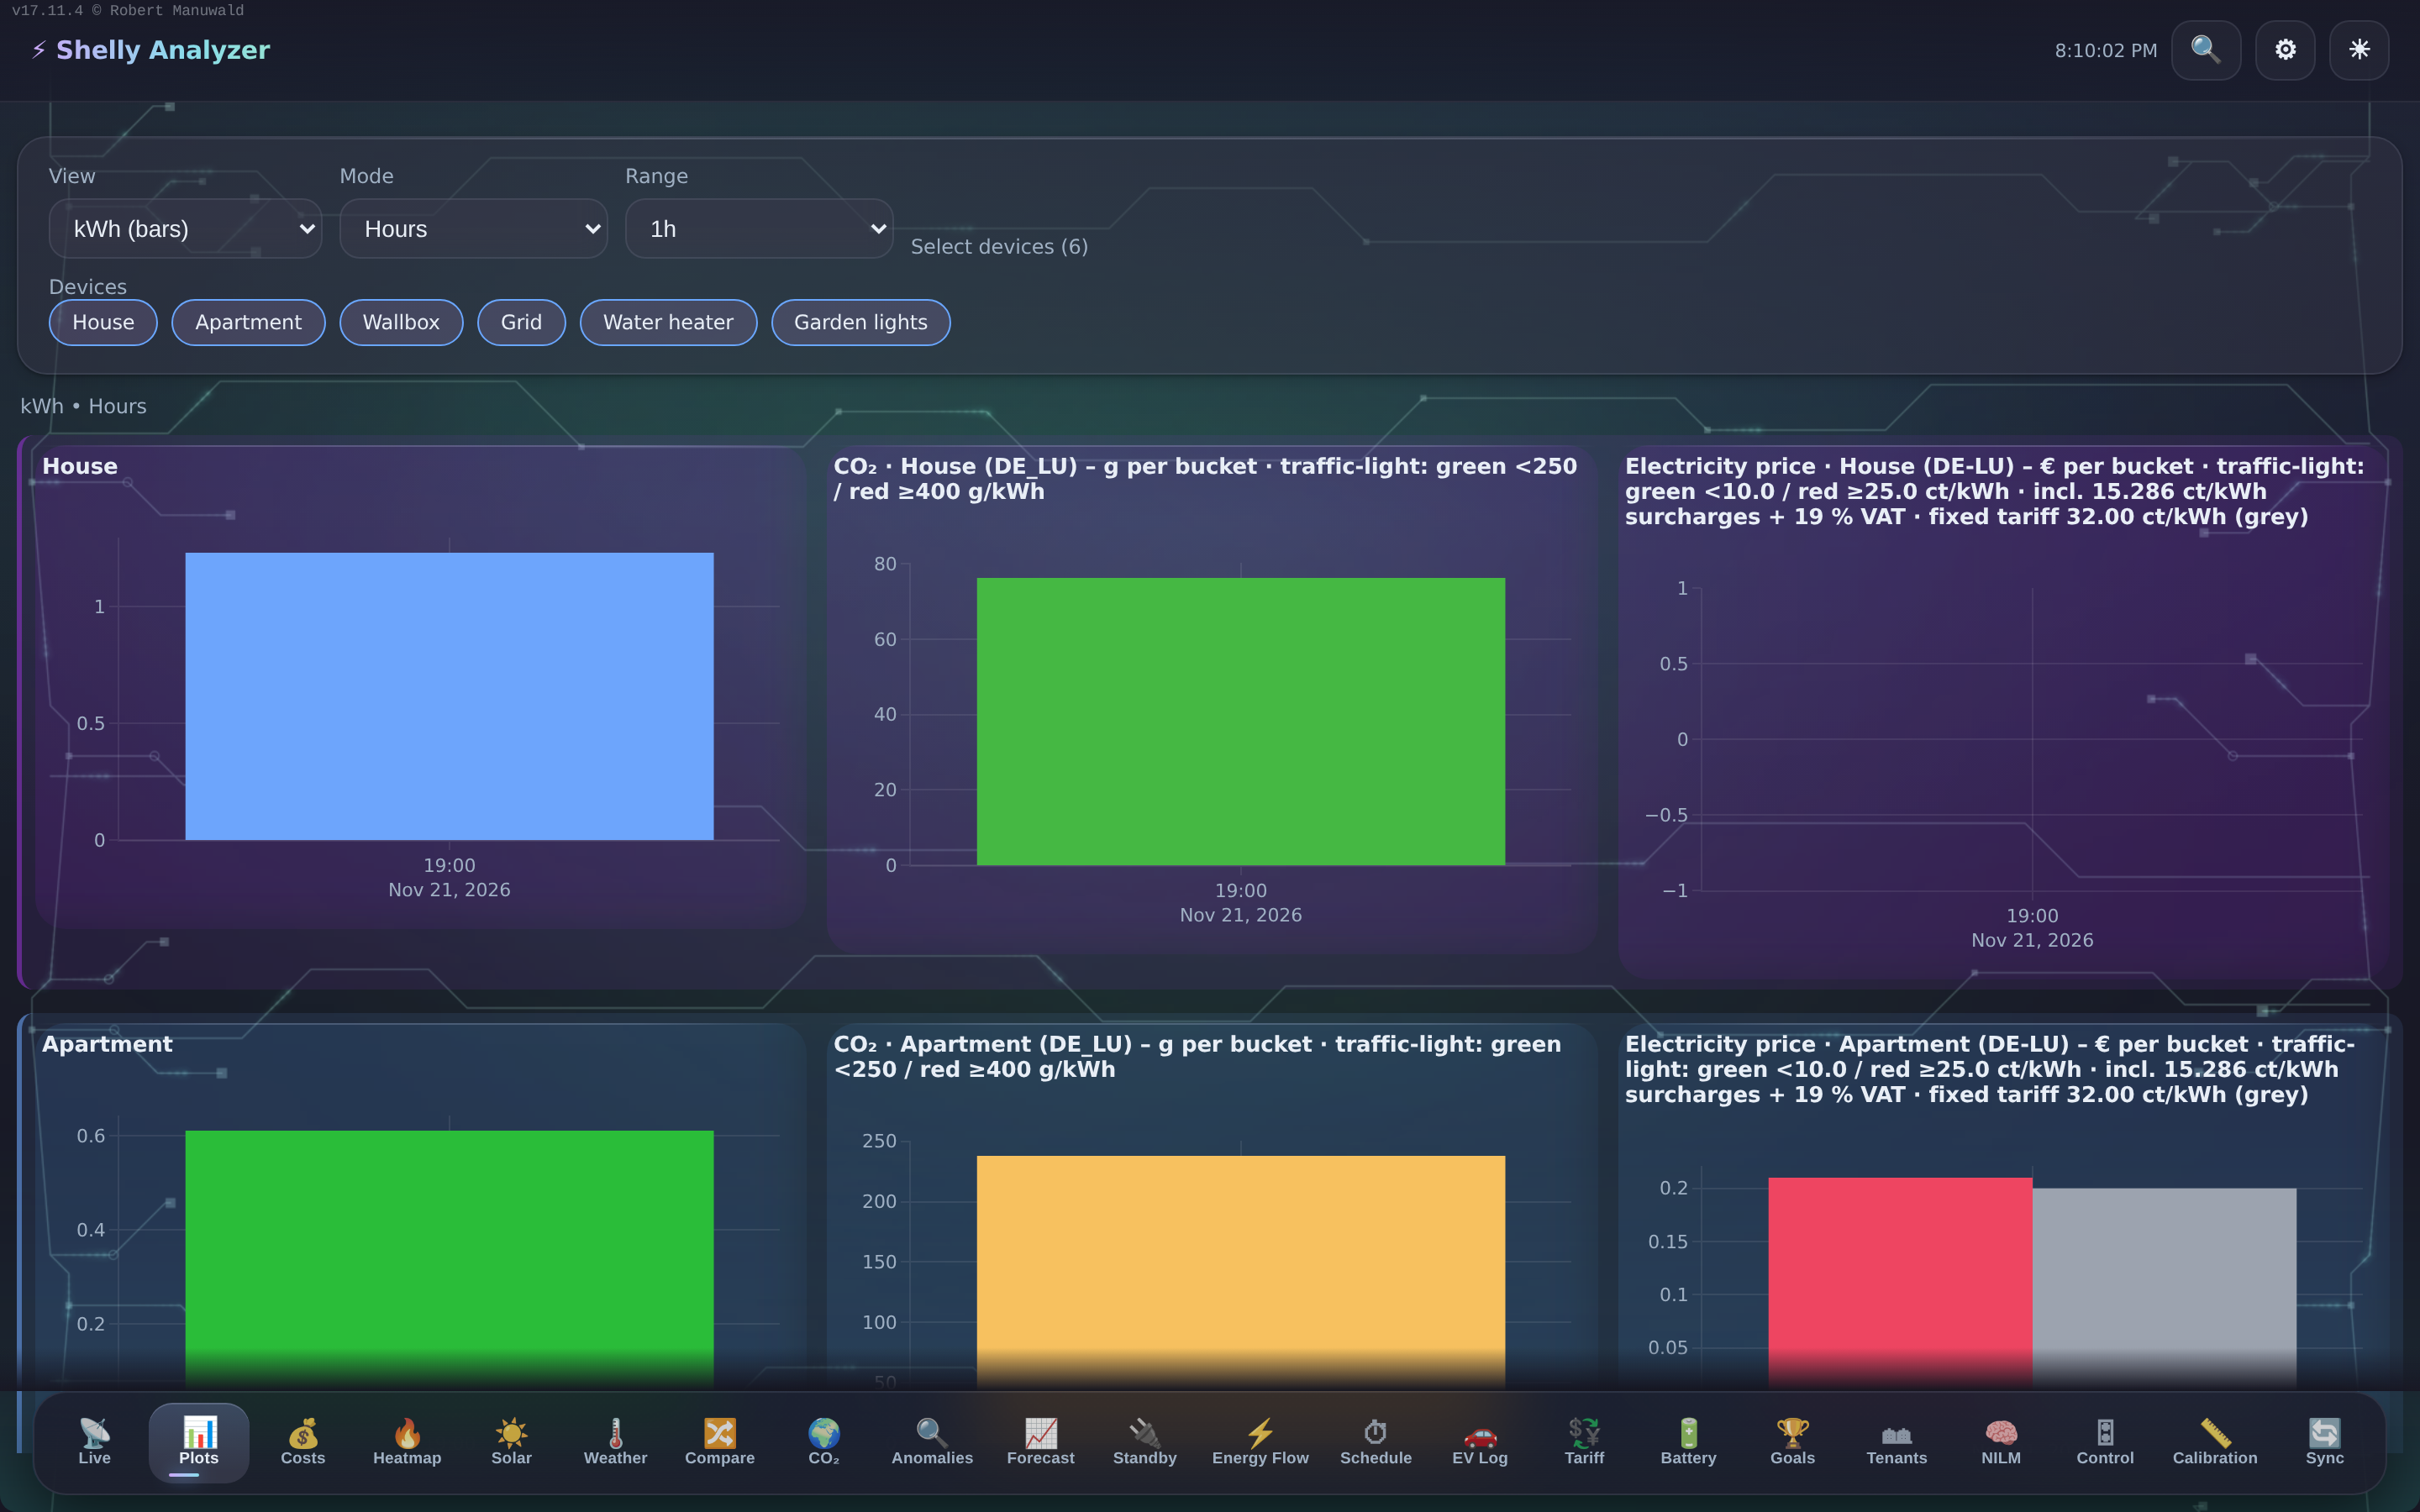 v17.11.4 © Robert Manuwald
⚡ Shelly Analyzer
8:10:02 PM
View
Mode
Range
kWh (bars)
Hours
1h
Select devices (6)
Devices
House
Apartment
Wallbox
Grid
Water heater
Garden lights
kWh • Hours
House
1
0.5
0
19:00
Nov 21, 2026
CO₂ · House (DE_LU) – g per bucket · traffic-light: green <250
/ red ≥400 g/kWh
80
60
40
20
0
19:00
Nov 21, 2026
Electricity price · House (DE-LU) – € per bucket · traffic-light:
green <10.0 / red ≥25.0 ct/kWh · incl. 15.286 ct/kWh
surcharges + 19 % VAT · fixed tariff 32.00 ct/kWh (grey)
1
0.5
0
−0.5
−1
19:00
Nov 21, 2026
Apartment
0.6
0.4
0.2
CO₂ · Apartment (DE_LU) – g per bucket · traffic-light: green
<250 / red ≥400 g/kWh
250
200
150
100
50
Electricity price · Apartment (DE-LU) – € per bucket · traffic-
light: green <10.0 / red ≥25.0 ct/kWh · incl. 15.286 ct/kWh
surcharges + 19 % VAT · fixed tariff 32.00 ct/kWh (grey)
0.2
0.15
0.1
0.05
Live
Plots
Costs
Heatmap
Solar
Weather
Compare
CO₂
Anomalies
Forecast
Standby
Energy Flow
Schedule
EV Log
Tariff
Battery
Goals
Tenants
NILM
Control
Calibration
Sync